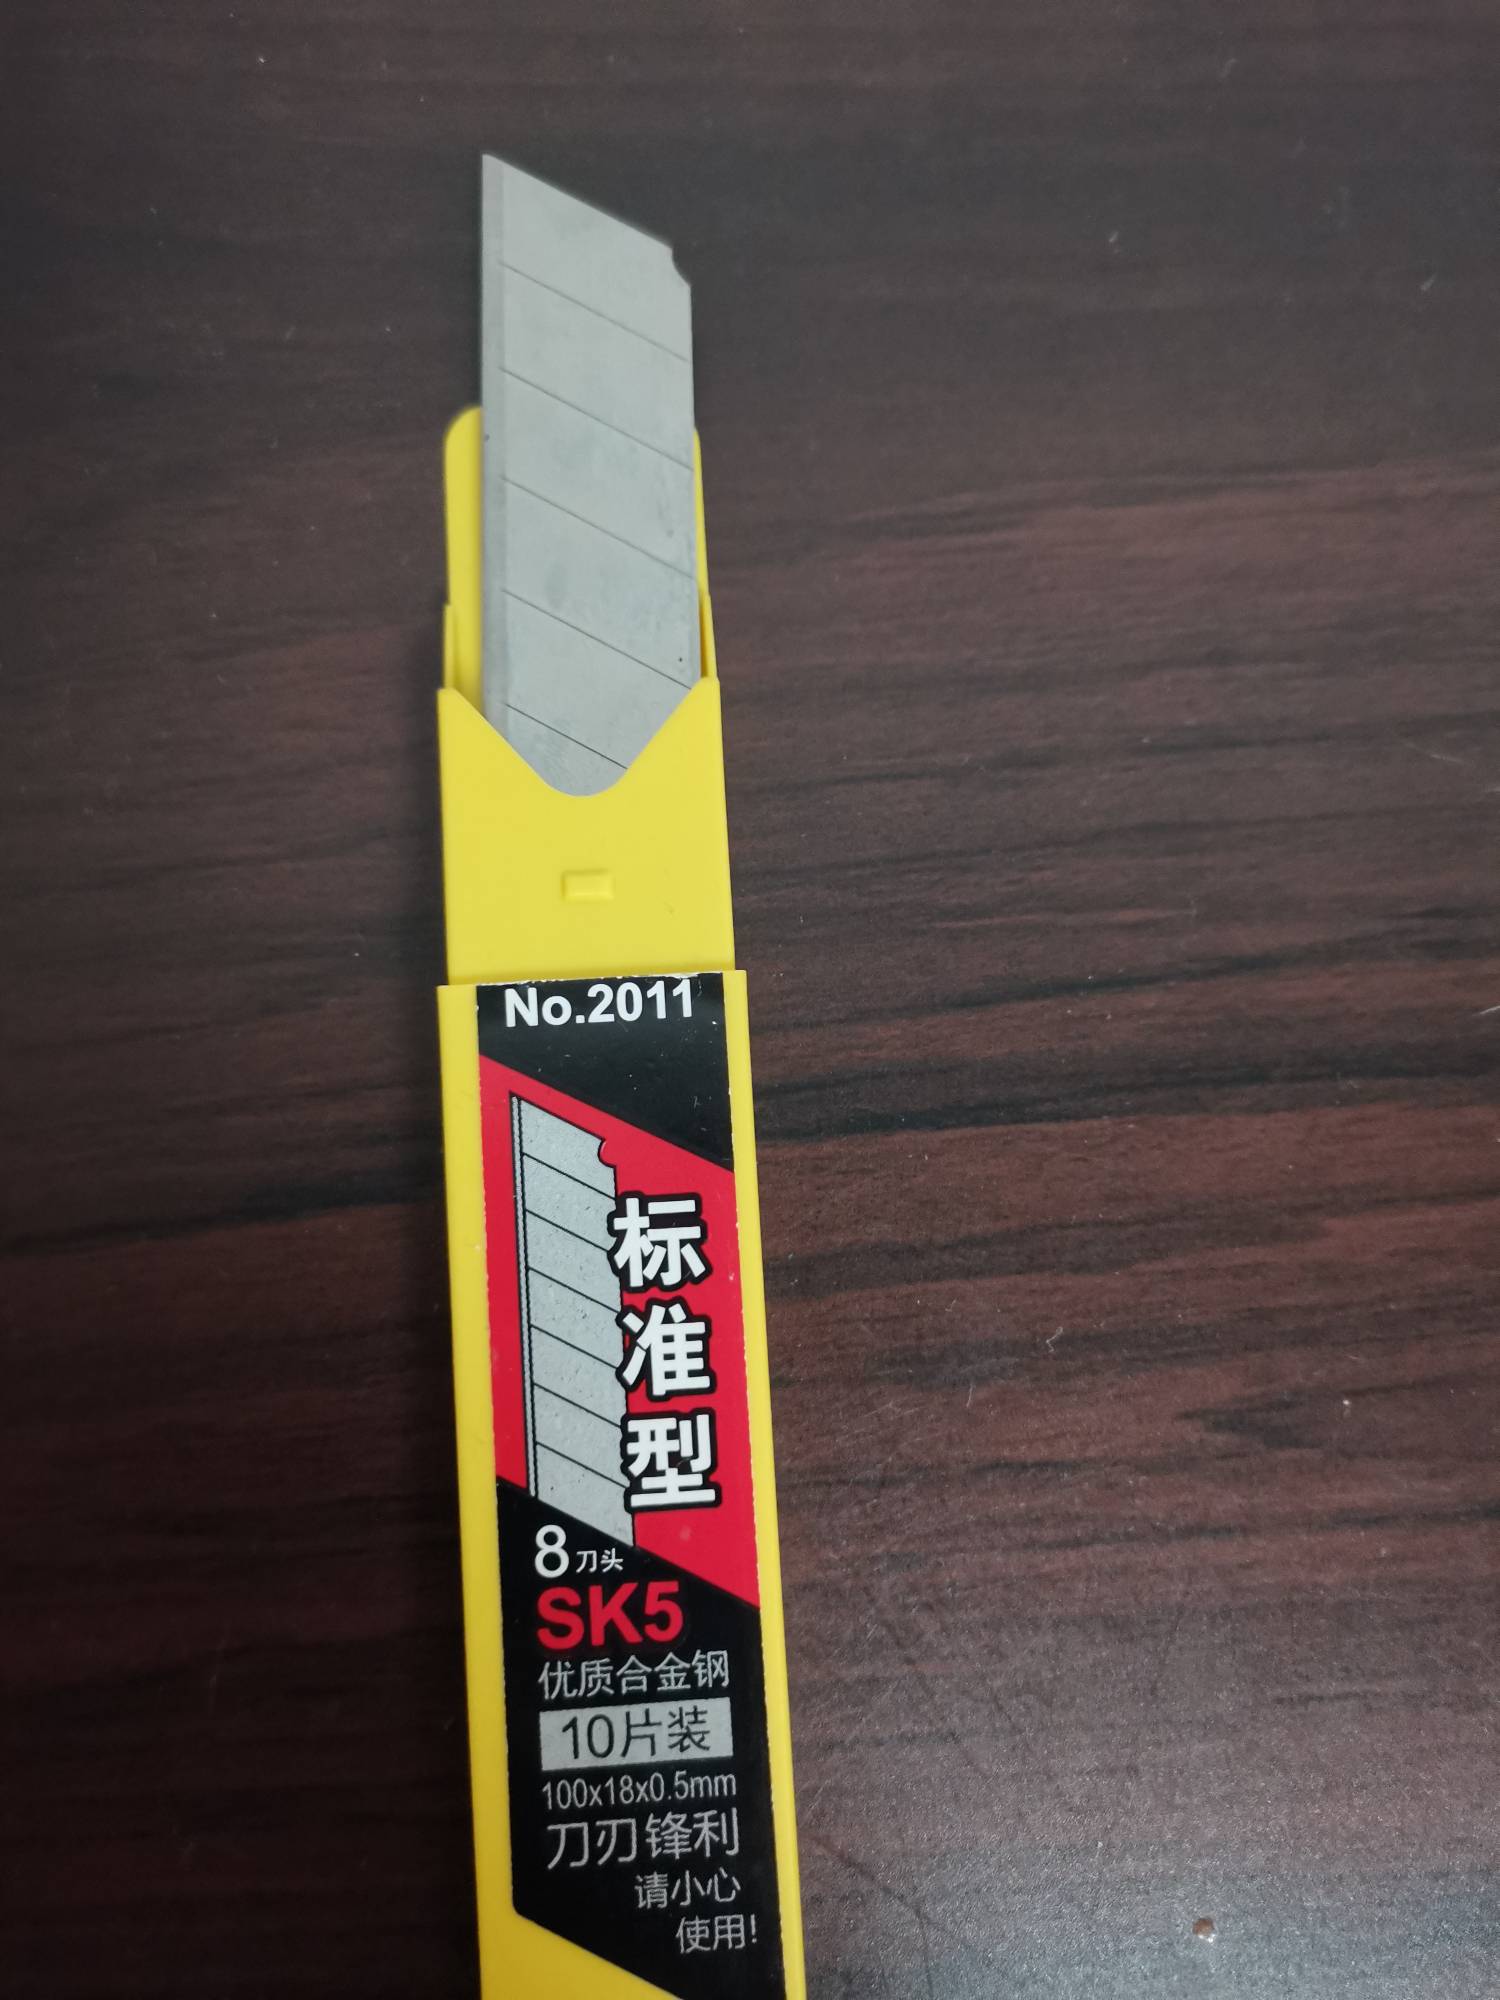 No.2011
标准型
8刀头
SK5
优质合金钢
10片装
100x18x0.5mm
刀刃锋利
请小心
使用!